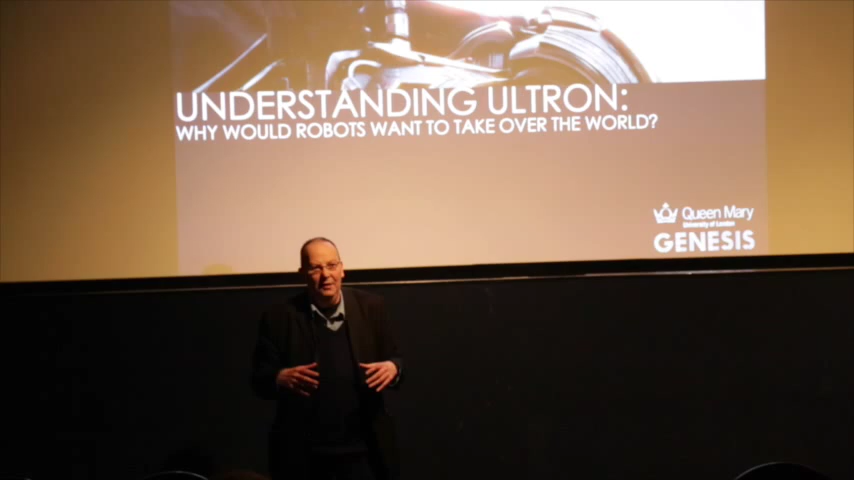 UNDERSTANDING ULTRON:
WHY WOULD ROBOTS WANT TO TAKE OVER THE WORLD?
Queen Mary
University of London
GENESIS